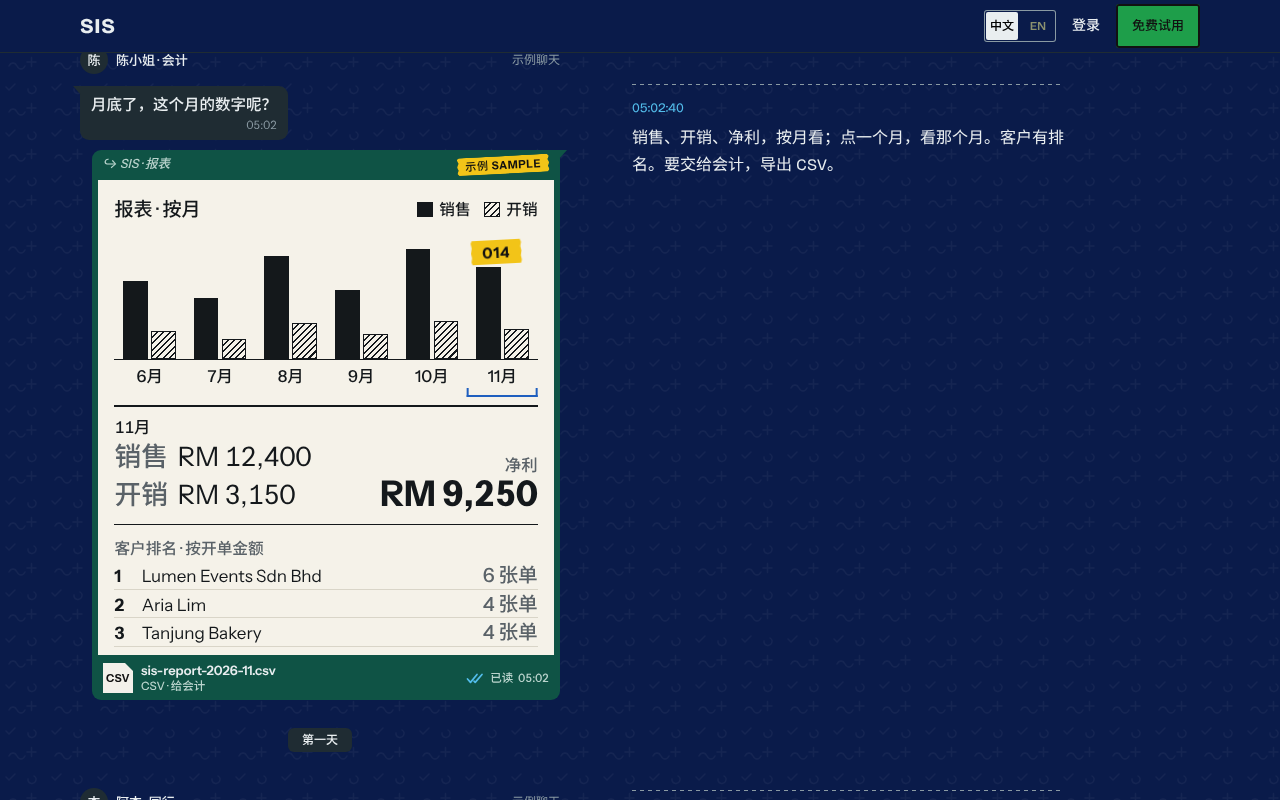 SIS
中文
EN
登录
免费试用
陈
陈小姐·会计
示例聊天
月底了，这个月的数字呢？
05:02
SIS·报表
示例 SAMPLE
报表·按月
销售
开销
014
6月
7月
8月
9月
10月
11月
11月
销售 RM 12,400
开销 RM 3,150
净利
RM 9,250
客户排名·按开单金额
1 Lumen Events Sdn Bhd 6 张单
2 Aria Lim 4 张单
3 Tanjung Bakery 4 张单
CSV
sis-report-2026-11.csv
CSV·给会计
已读 05:02
05:02:40
销售、开销、净利，按月看；点一个月，看那个月。客户有排
名。要交给会计，导出 CSV。
第一天
示例聊天